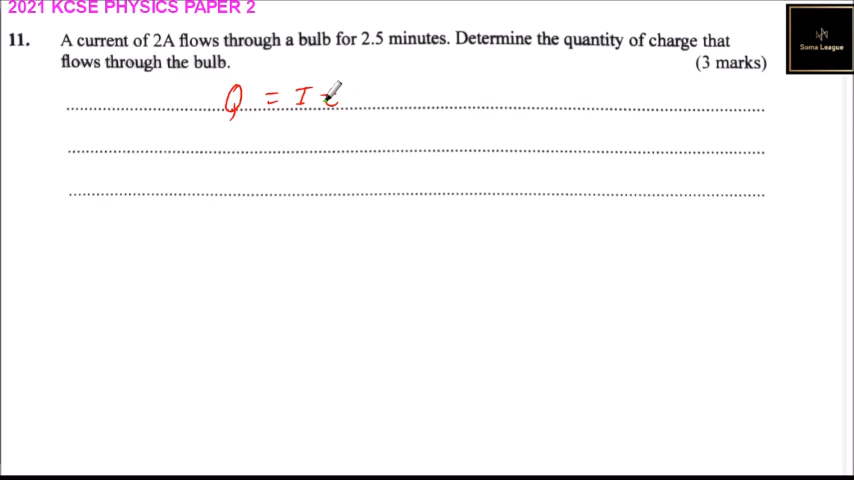 2021 KCSE PHYSICS PAPER 2
11. A current of 2A flows through a bulb for 2.5 minutes. Determine the quantity of charge that
flows through the bulb. (3 marks)
Soma League
Q = I t